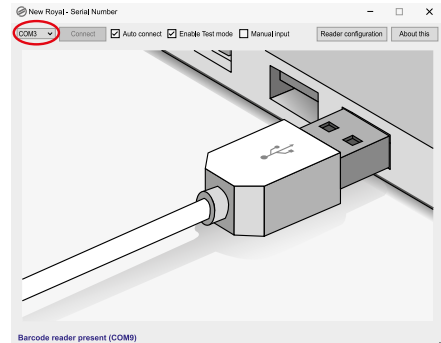 New Royal - Serial Number
COM3 Connect Auto connect Enable Test mode Manual input Reader configuration About this
Barcode reader present (COM9)